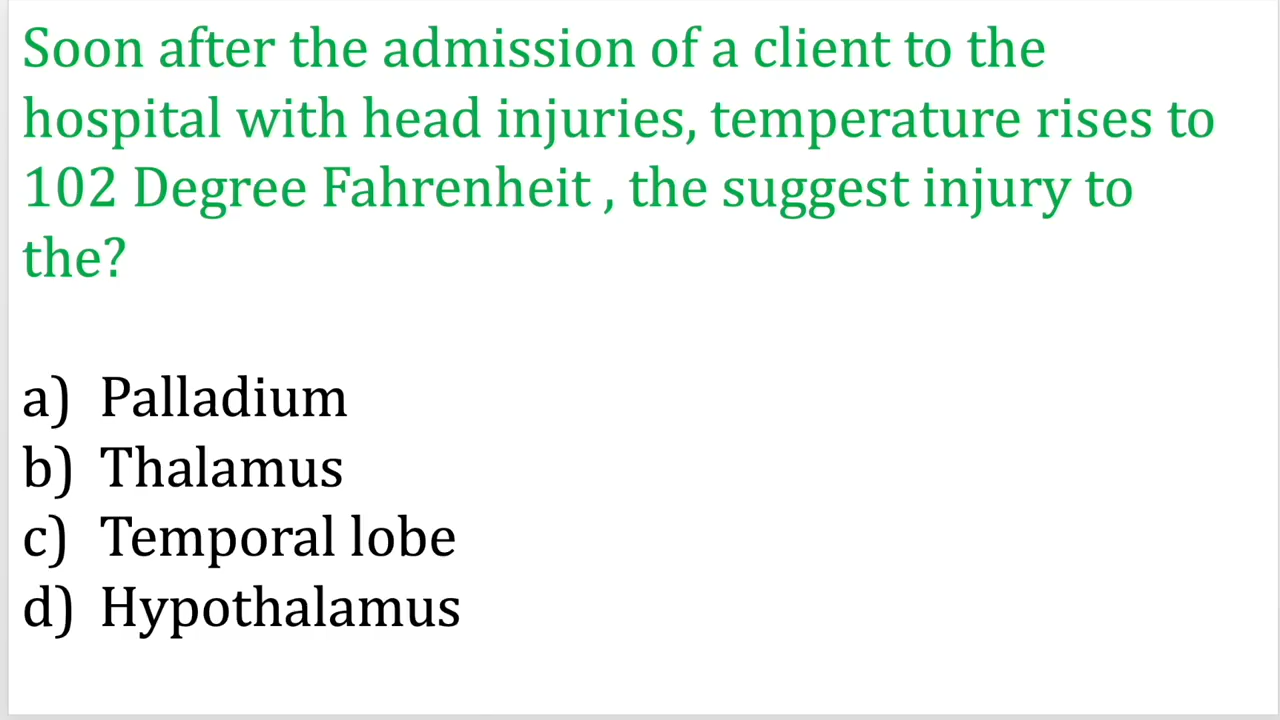 Soon after the admission of a client to the
hospital with head injuries, temperature rises to
102 Degree Fahrenheit , the suggest injury to
the?
a) Palladium
b) Thalamus
c) Temporal lobe
d) Hypothalamus